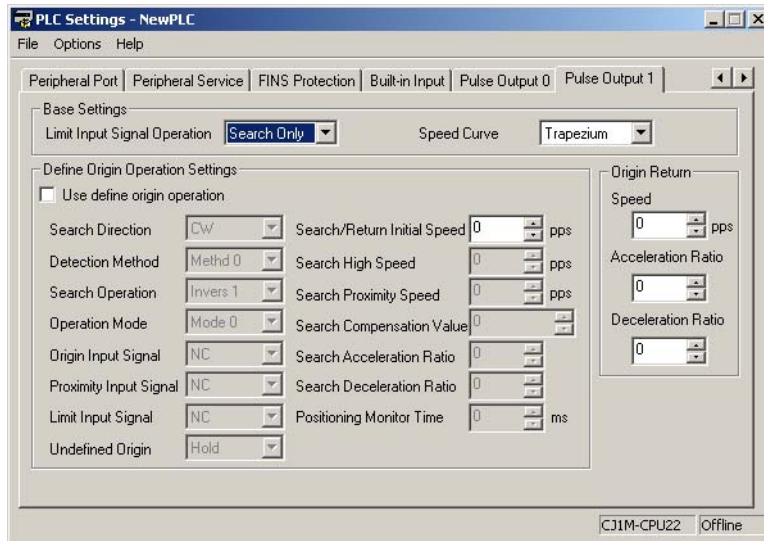 PLC Settings - NewPLC
File Options Help
Peripheral Port Peripheral Service FINS Protection Built-in Input Pulse Output 0 Pulse Output 1
Base Settings
Limit Input Signal Operation Search Only Speed Curve Trapezium
Define Origin Operation Settings
Use define origin operation
Search Direction CW Search/Return Initial Speed 0 pps
Detection Method Methd 0 Search High Speed 0 pps
Search Operation Invers 1 Search Proximity Speed 0 pps
Operation Mode Mode 0 Search Compensation Value 0
Origin Input Signal NC Search Acceleration Ratio 0
Proximity Input Signal NC Search Deceleration Ratio 0
Limit Input Signal NC Positioning Monitor Time 0 ms
Undefined Origin Hold
Origin Return
Speed
0 pps
Acceleration Ratio
0
Deceleration Ratio
0
CJ1M-CPU22 Offline